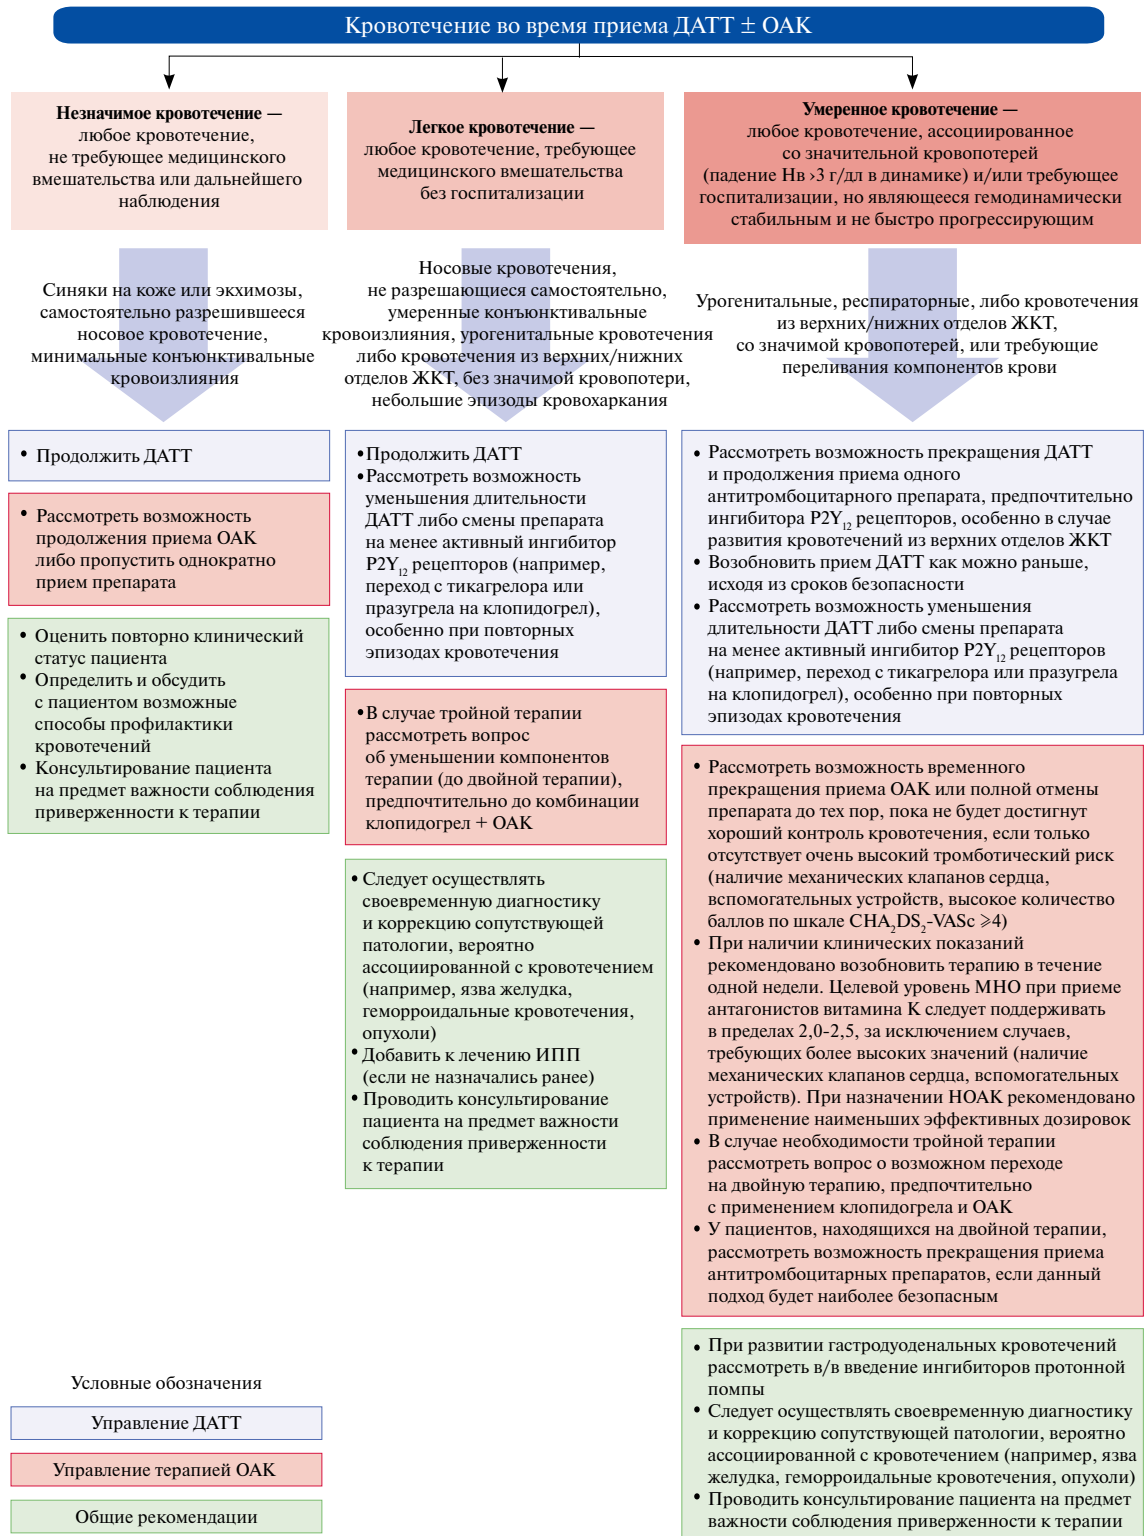 Кровотечение во время приема ДАТТ ± ОАК
Незначимое кровотечение —
любое кровотечение,
не требующее медицинского
вмешательства или дальнейшего
наблюдения
Синяки на коже или экхимозы,
самостоятельно разрешившееся
носовое кровотечение,
минимальные конъюнктивальные
кровоизлияния
• Продолжить ДАТТ
• Рассмотреть возможность
продолжения приема ОАК
либо пропустить однократно
прием препарата
• Оценить повторно клинический
статус пациента
• Определить и обсудить
с пациентом возможные
способы профилактики
кровотечений
• Консультирование пациента
на предмет важности соблюдения
приверженности к терапии
Легкое кровотечение —
любое кровотечение, требующее
медицинского вмешательства
без госпитализации
Носовые кровотечения,
не разрешающиеся самостоятельно,
умеренные конъюнктивальные
кровоизлияния, урогенитальные кровотечения
либо кровотечения из верхних/нижних
отделов ЖКТ, без значимой кровопотери,
небольшие эпизоды кровохаркания
• Продолжить ДАТТ
• Рассмотреть возможность
уменьшения длительности
ДАТТ либо смены препарата
на менее активный ингибитор
P2Y₁₂ рецепторов (например,
переход с тикагрелора или
празугрела на клопидогрел),
особенно при повторных
эпизодах кровотечения
• В случае тройной терапии
рассмотреть вопрос
об уменьшении компонентов
терапии (до двойной терапии),
предпочтительно до комбинации
клопидогрел + ОАК
• Следует осуществлять
своевременную диагностику
и коррекцию сопутствующей
патологии, вероятно
ассоциированной с кровотечением
(например, язва желудка,
геморроидальные кровотечения,
опухоли)
• Добавить к лечению ИПП
(если не назначались ранее)
• Проводить консультирование
пациента на предмет важности
соблюдения приверженности
к терапии
Умеренное кровотечение —
любое кровотечение, ассоциированное
со значительной кровопотерей
(падение Hв ›3 г/дл в динамике) и/или требующее
госпитализации, но являющееся гемодинамически
стабильным и не быстро прогрессирующим
Урогенитальные, респираторные, либо кровотечения
из верхних/нижних отделов ЖКТ,
со значимой кровопотерей, или требующие
переливания компонентов крови
• Рассмотреть возможность прекращения ДАТТ
и продолжения приема одного
антитромбоцитарного препарата, предпочтительно
ингибитора P2Y₁₂ рецепторов, особенно в случае
развития кровотечений из верхних отделов ЖКТ
• Возобновить прием ДАТТ как можно раньше,
исходя из сроков безопасности
• Рассмотреть возможность уменьшения
длительности ДАТТ либо смены препарата
на менее активный ингибитор P2Y₁₂ рецепторов
(например, переход с тикагрелора или празугрела
на клопидогрел), особенно при повторных
эпизодах кровотечения
• Рассмотреть возможность временного
прекращения приема ОАК или полной отмены
препарата до тех пор, пока не будет достигнут
хороший контроль кровотечения, если только
отсутствует очень высокий тромботический риск
(наличие механических клапанов сердца,
вспомогательных устройств, высокое количество
баллов по шкале CHA₂DS₂-VASc ⩾4)
• При наличии клинических показаний
рекомендовано возобновить терапию в течение
одной недели. Целевой уровень МНО при приеме
антагонистов витамина К следует поддерживать
в пределах 2,0-2,5, за исключением случаев,
требующих более высоких значений (наличие
механических клапанов сердца, вспомогательных
устройств). При назначении НОАК рекомендовано
применение наименьших эффективных дозировок
• В случае необходимости тройной терапии
рассмотреть вопрос о возможном переходе
на двойную терапию, предпочтительно
с применением клопидогрела и ОАК
• У пациентов, находящихся на двойной терапии,
рассмотреть возможность прекращения приема
антитромбоцитарных препаратов, если данный
подход будет наиболее безопасным
• При развитии гастродуоденальных кровотечений
рассмотреть в/в введение ингибиторов протонной
помпы
• Следует осуществлять своевременную диагностику
и коррекцию сопутствующей патологии, вероятно
ассоциированной с кровотечением (например, язва
желудка, геморроидальные кровотечения, опухоли)
• Проводить консультирование пациента на предмет
важности соблюдения приверженности к терапии
Условные обозначения
Управление ДАТТ
Управление терапией ОАК
Общие рекомендации